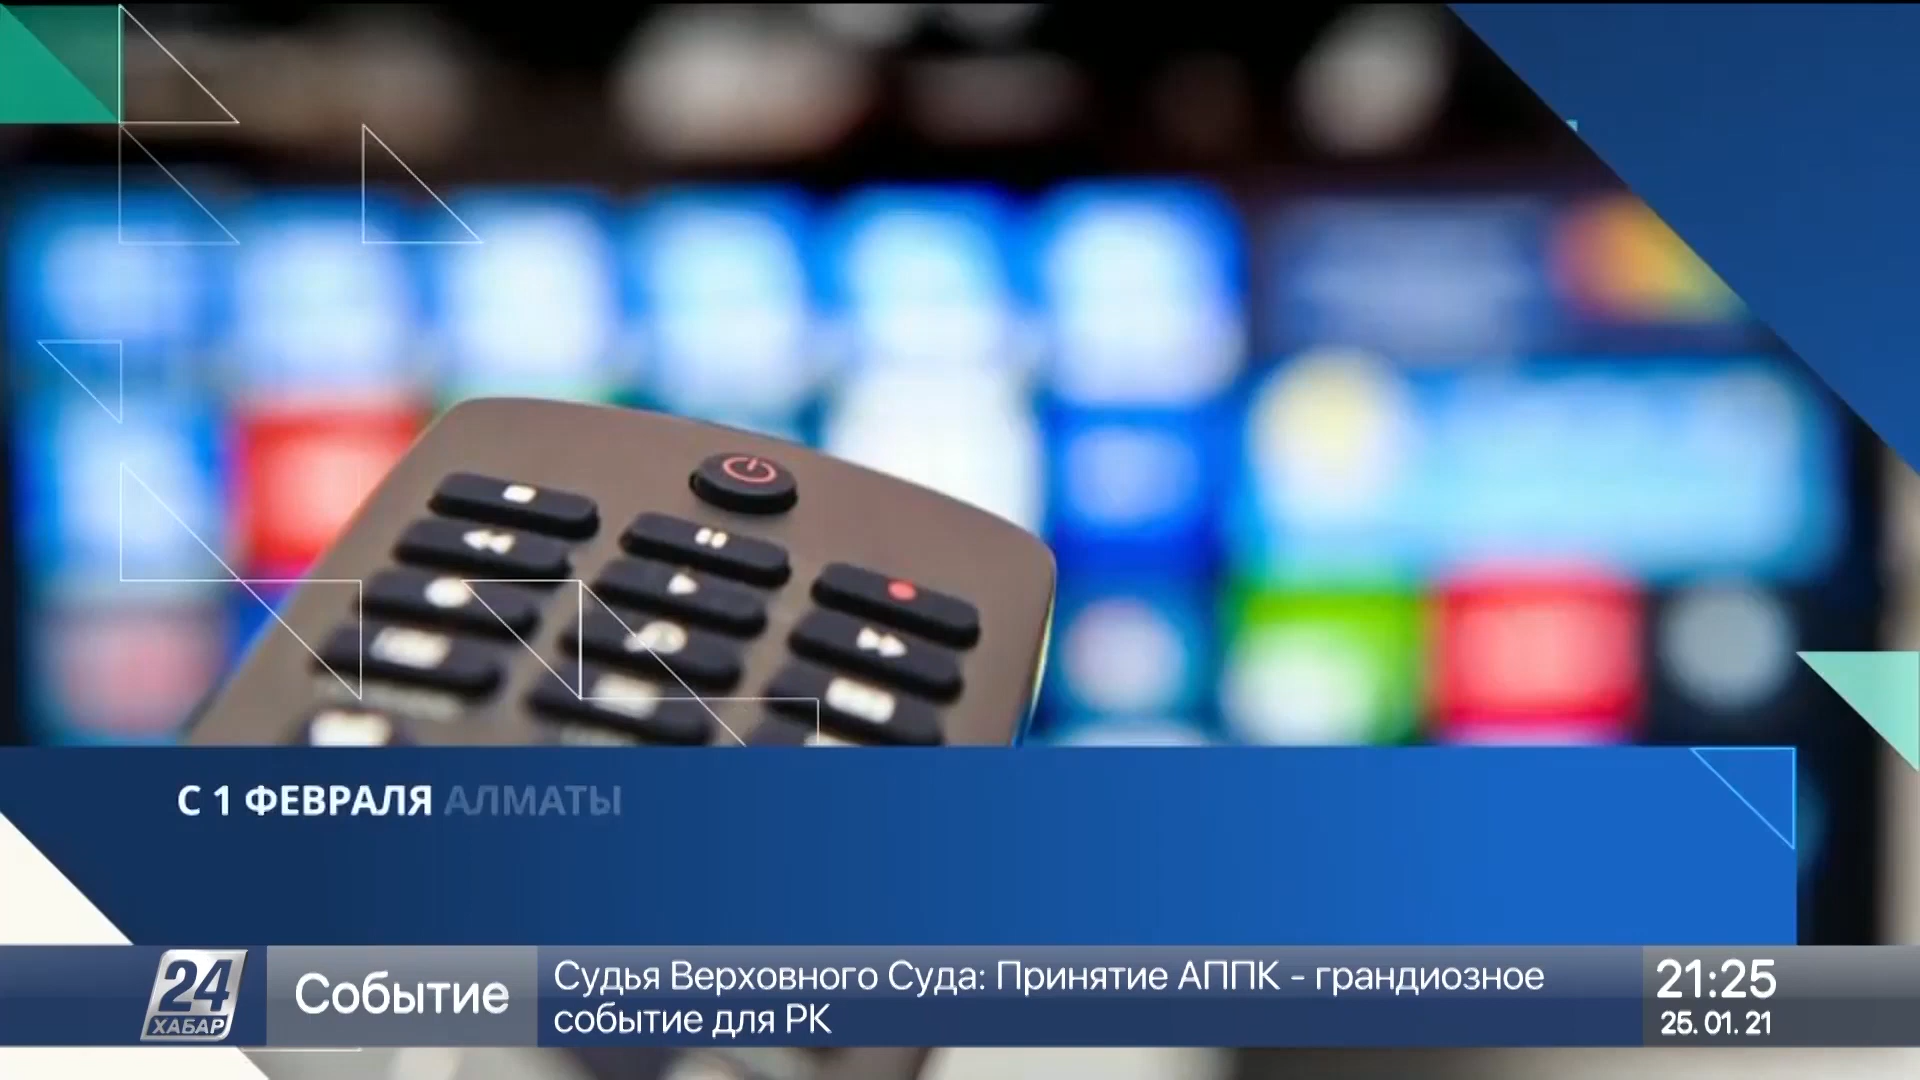 С 1 ФЕВРАЛЯ АЛМАТЫ
24
ХАБАР
Событие
Судья Верховного Суда: Принятие АППК - грандиозное
событие для РК
21:25
25.01.21